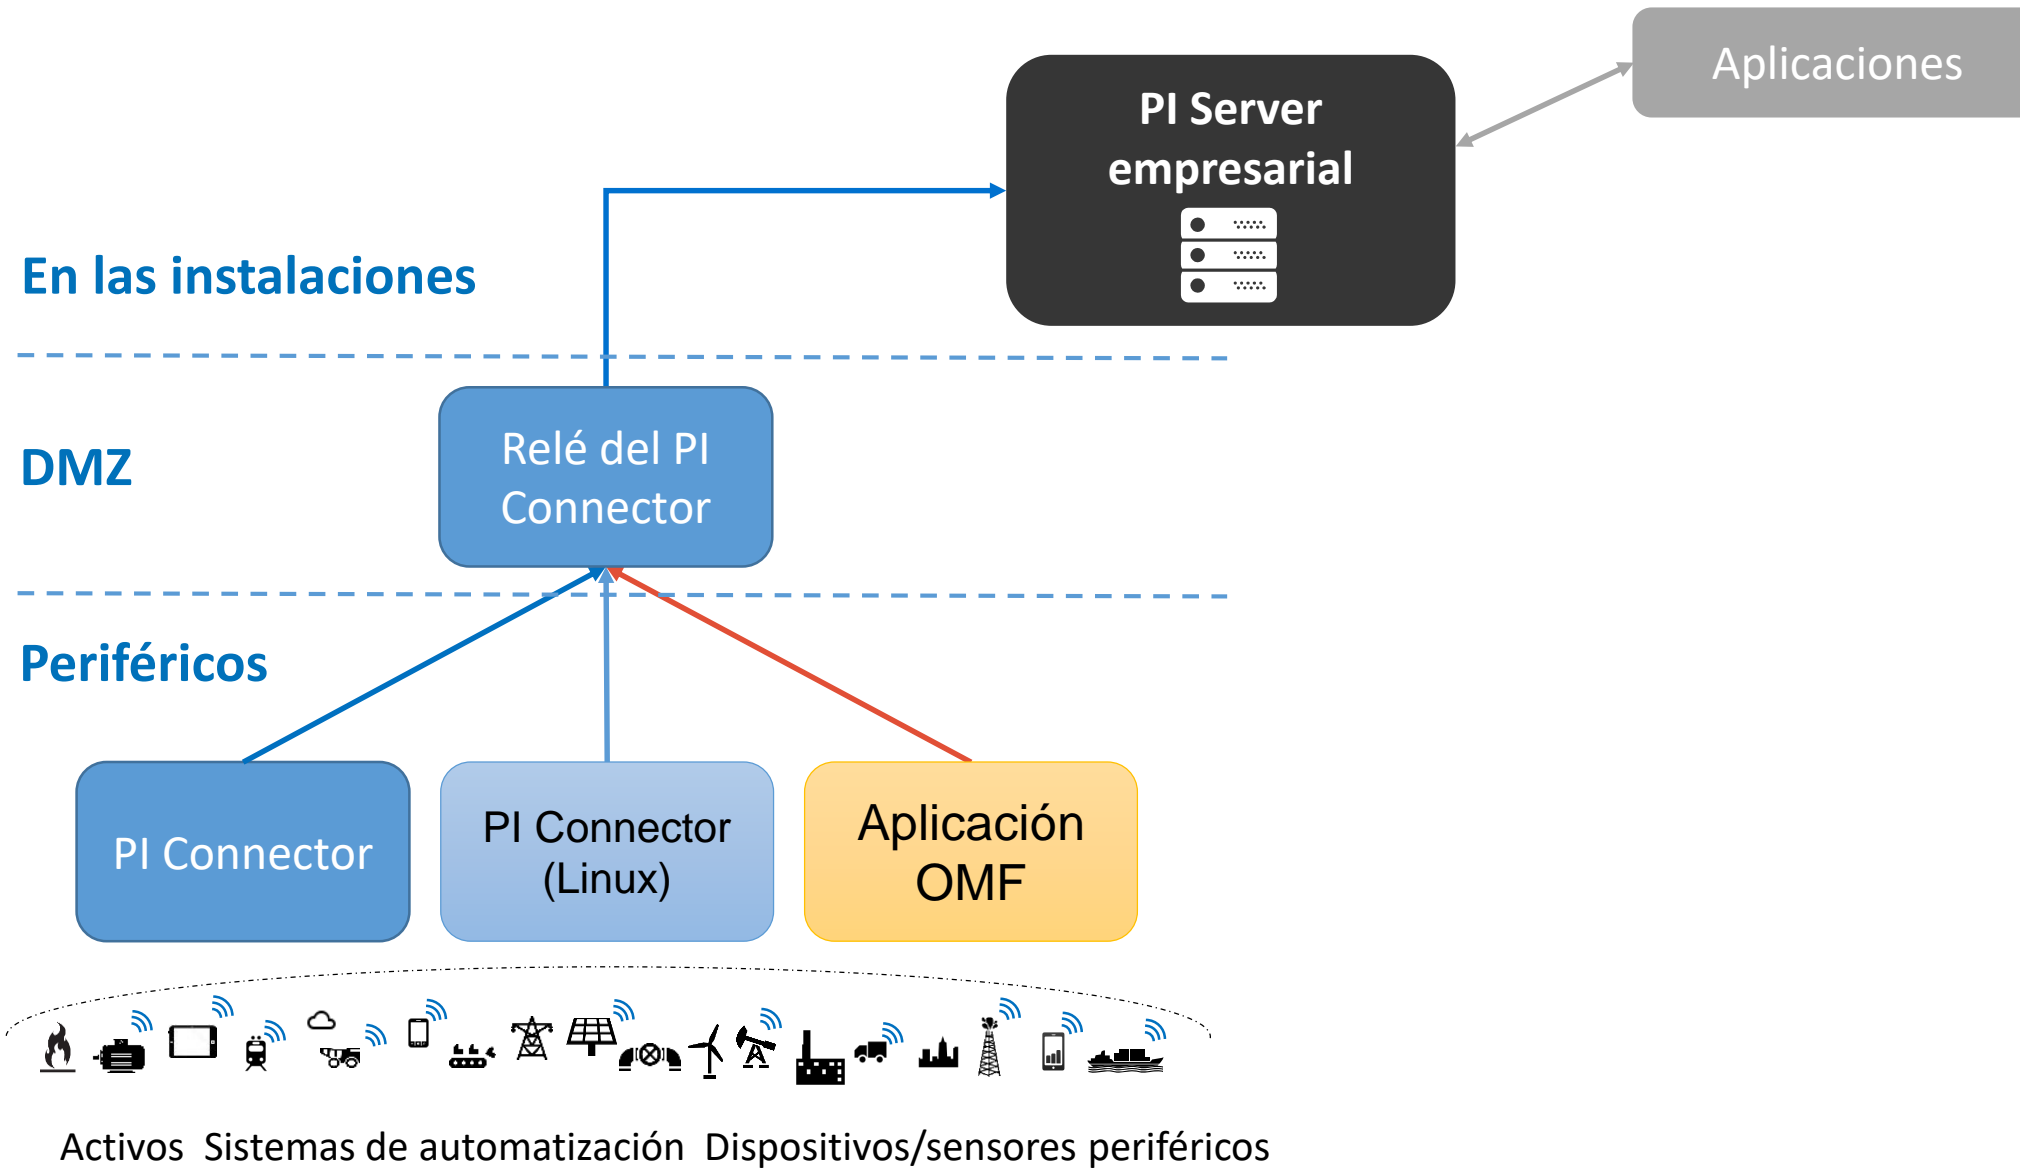 Aplicaciones
PI Server
empresarial
En las instalaciones
DMZ
Relé del PI
Connector
Periféricos
PI Connector
PI Connector
(Linux)
Aplicación
OMF
Activos Sistemas de automatización Dispositivos/sensores periféricos